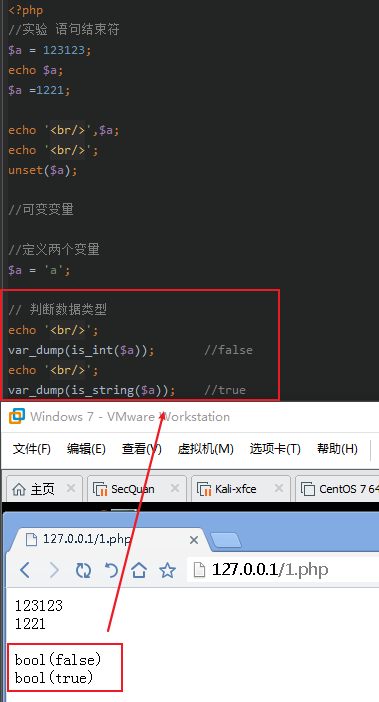 <?php
//实验 语句结束符
$a = 123123;
echo $a;
$a =1221;
echo '<br/>',$a;
echo '<br/>';
unset($a);
//可变变量
//定义两个变量
$a = 'a';
// 判断数据类型
echo '<br/>';
var_dump(is_int($a));      //false
echo '<br/>';
var_dump(is_string($a));   //true
Windows 7 - VMware Workstation
文件(F) 编辑(E) 查看(V) 虚拟机(M) 选项卡(T) 帮助(H)
主页 SecQuan Kali-xfce CentOS 7 64
127.0.0.1/1.php
127.0.0.1/1.php
123123
1221
bool(false)
bool(true)